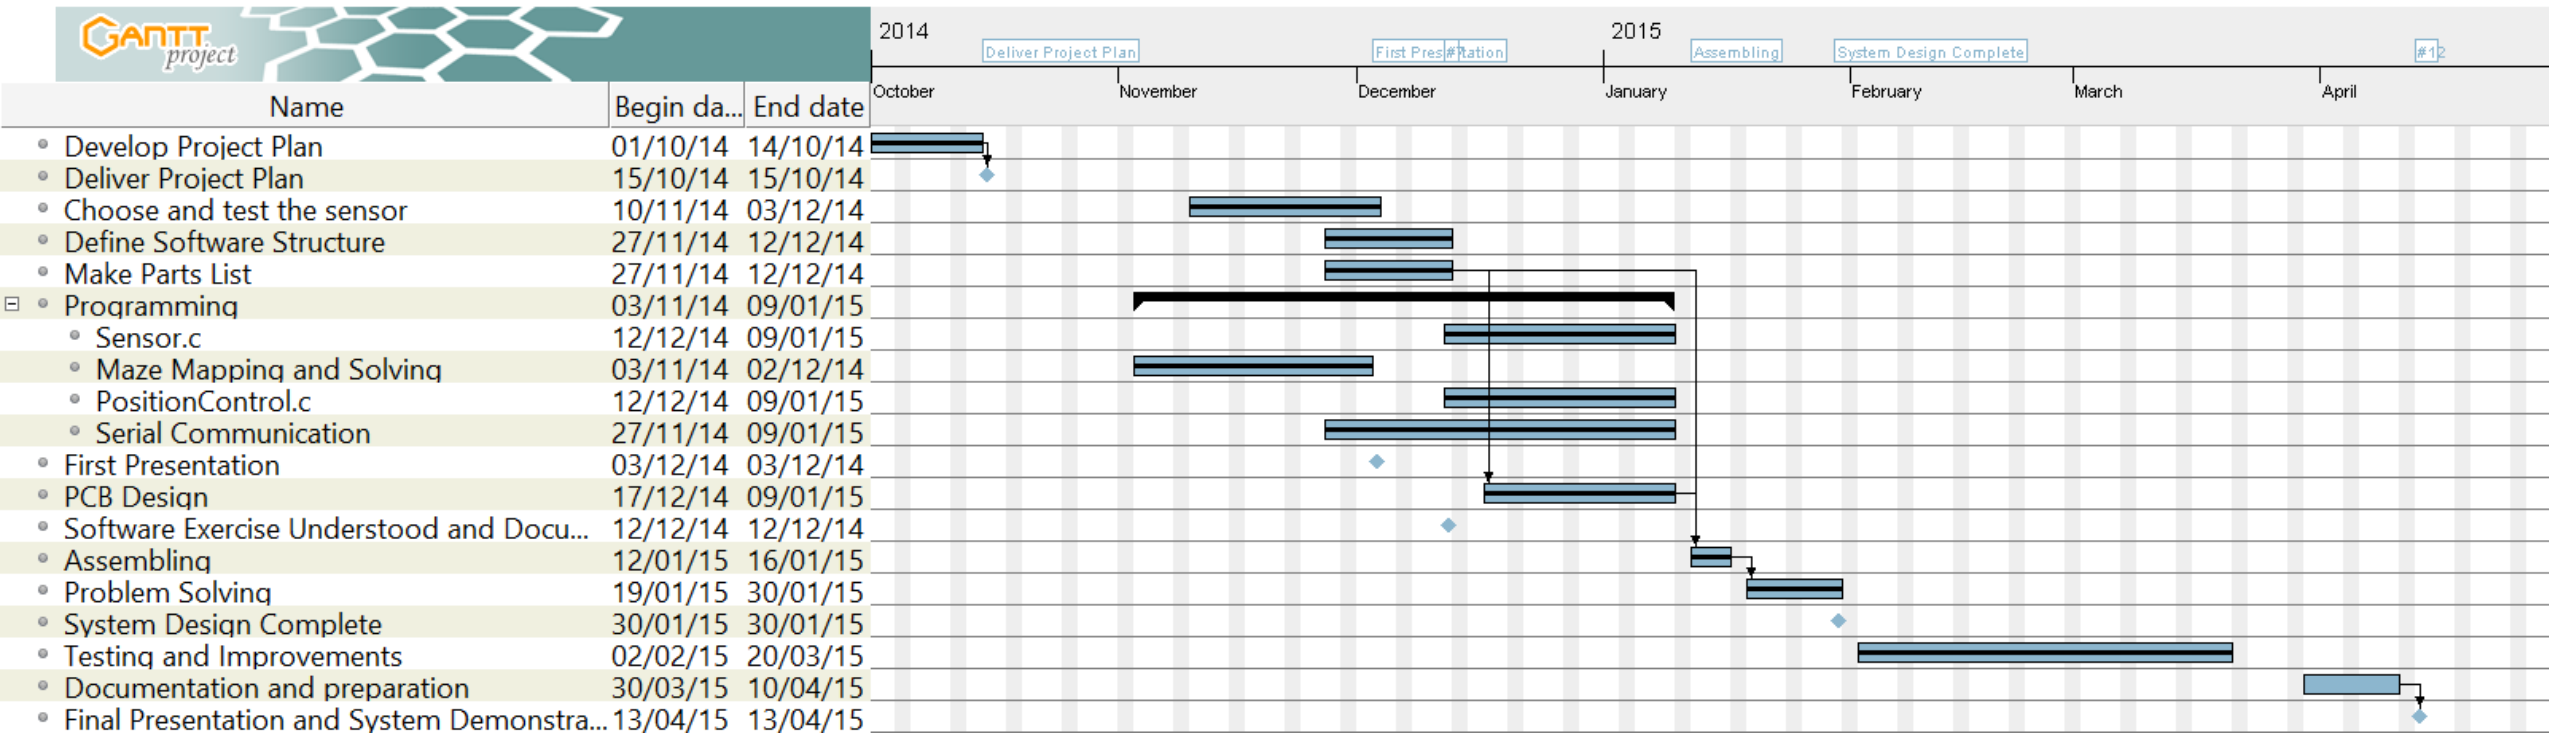 GANTT project
2014 2015
Deliver Project Plan First Pres #7 tation Assembling System Design Complete #12
October November December January February March April
Name Begin da... End date
Develop Project Plan 01/10/14 14/10/14
Deliver Project Plan 15/10/14 15/10/14
Choose and test the sensor 10/11/14 03/12/14
Define Software Structure 27/11/14 12/12/14
Make Parts List 27/11/14 12/12/14
Programming 03/11/14 09/01/15
Sensor.c 12/12/14 09/01/15
Maze Mapping and Solving 03/11/14 02/12/14
PositionControl.c 12/12/14 09/01/15
Serial Communication 27/11/14 09/01/15
First Presentation 03/12/14 03/12/14
PCB Design 17/12/14 09/01/15
Software Exercise Understood and Docu... 12/12/14 12/12/14
Assembling 12/01/15 16/01/15
Problem Solving 19/01/15 30/01/15
System Design Complete 30/01/15 30/01/15
Testing and Improvements 02/02/15 20/03/15
Documentation and preparation 30/03/15 10/04/15
Final Presentation and System Demonstra... 13/04/15 13/04/15